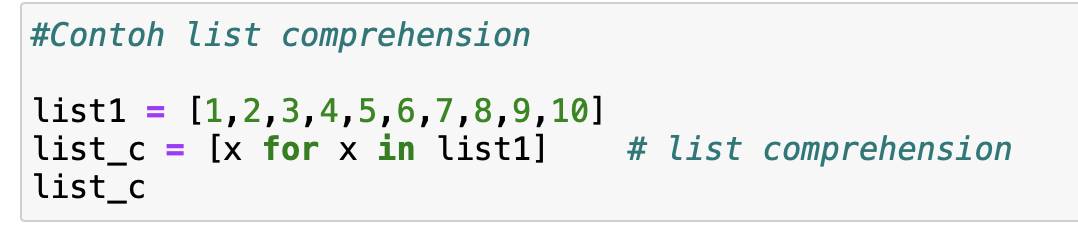 #Contoh list comprehension
list1 = [1,2,3,4,5,6,7,8,9,10]
list_c = [x for x in list1]    # list comprehension
list_c